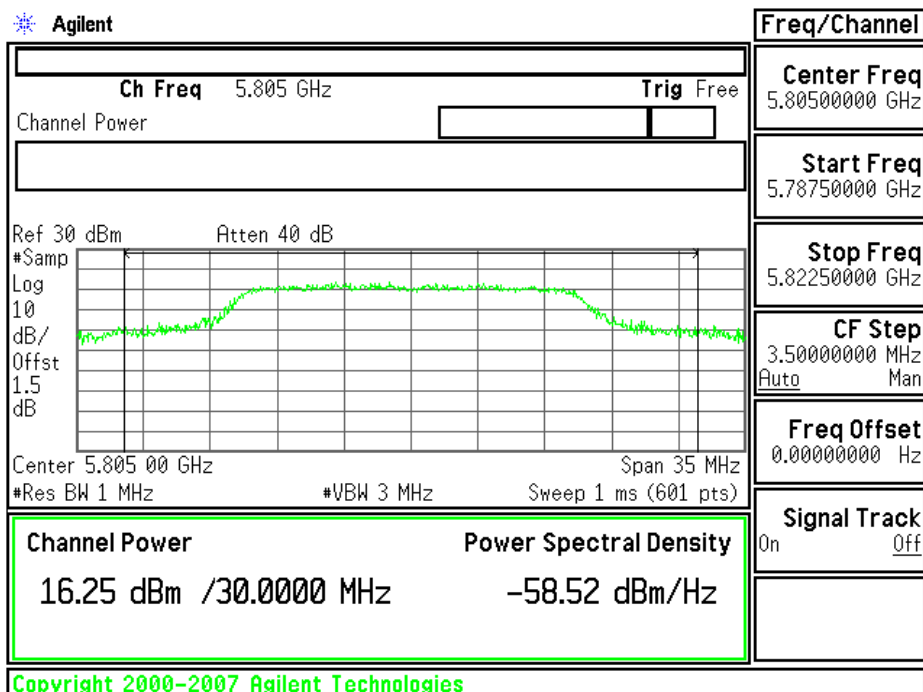 Agilent
Freq/Channel
Ch Freq 5.805 GHz Trig Free
Channel Power
Ref 30 dBm Atten 40 dB
#Samp
Log
10
dB/
Offst
1.5
dB
Center 5.805 00 GHz Span 35 MHz
#Res BW 1 MHz #VBW 3 MHz Sweep 1 ms (601 pts)
Channel Power Power Spectral Density
16.25 dBm /30.0000 MHz -58.52 dBm/Hz
Copyright 2000-2007 Agilent Technologies
Center Freq
5.80500000 GHz
Start Freq
5.78750000 GHz
Stop Freq
5.82250000 GHz
CF Step
3.50000000 MHz
Auto Man
Freq Offset
0.00000000 Hz
Signal Track
On Off